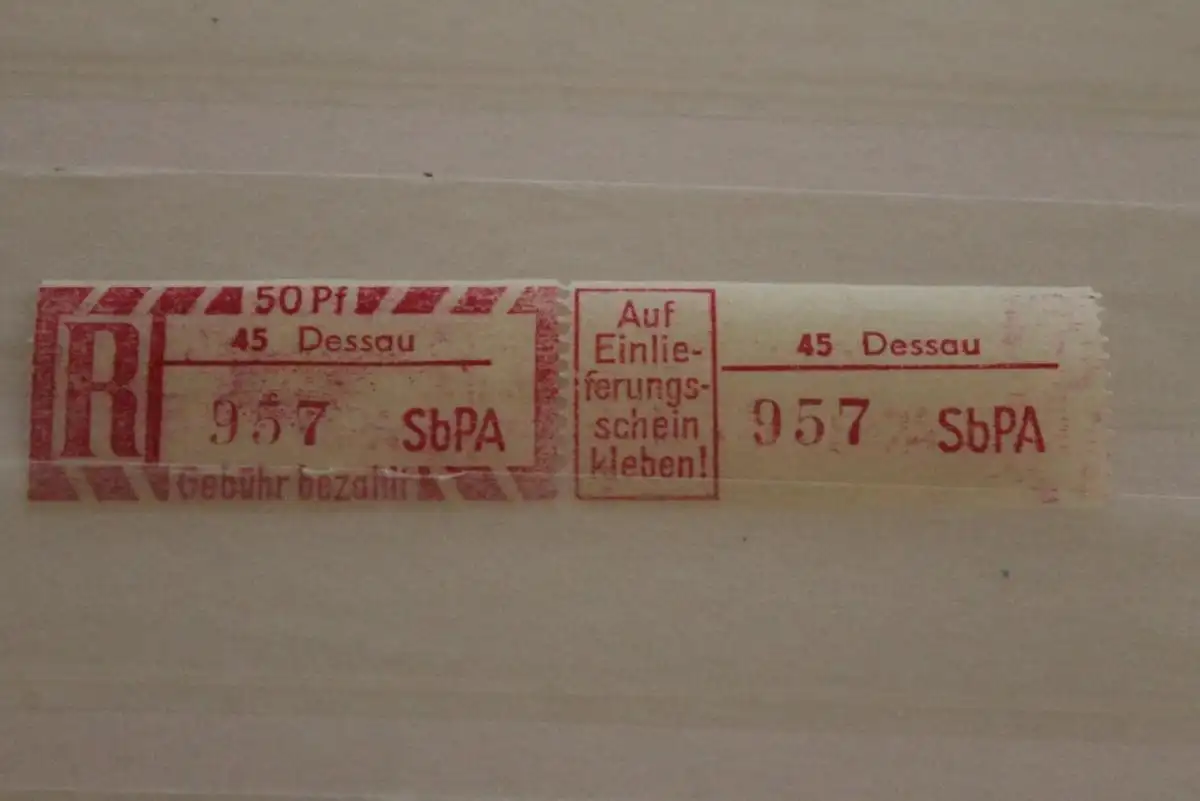 50 Pf
R
45 Dessau
957 SbPA
Gebühr bezahlt
Auf
Einlie-
ferungs-
schein
kleben!
45 Dessau
957 SbPA